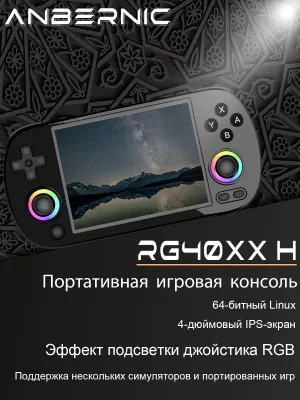 ANBERNIC
X
Y
A
B
RG40XX H
Портативная игровая консоль
64-битный Linux
4-дюймовый IPS-экран
Эффект подсветки джойстика RGB
Поддержка нескольких симуляторов и портированных игр